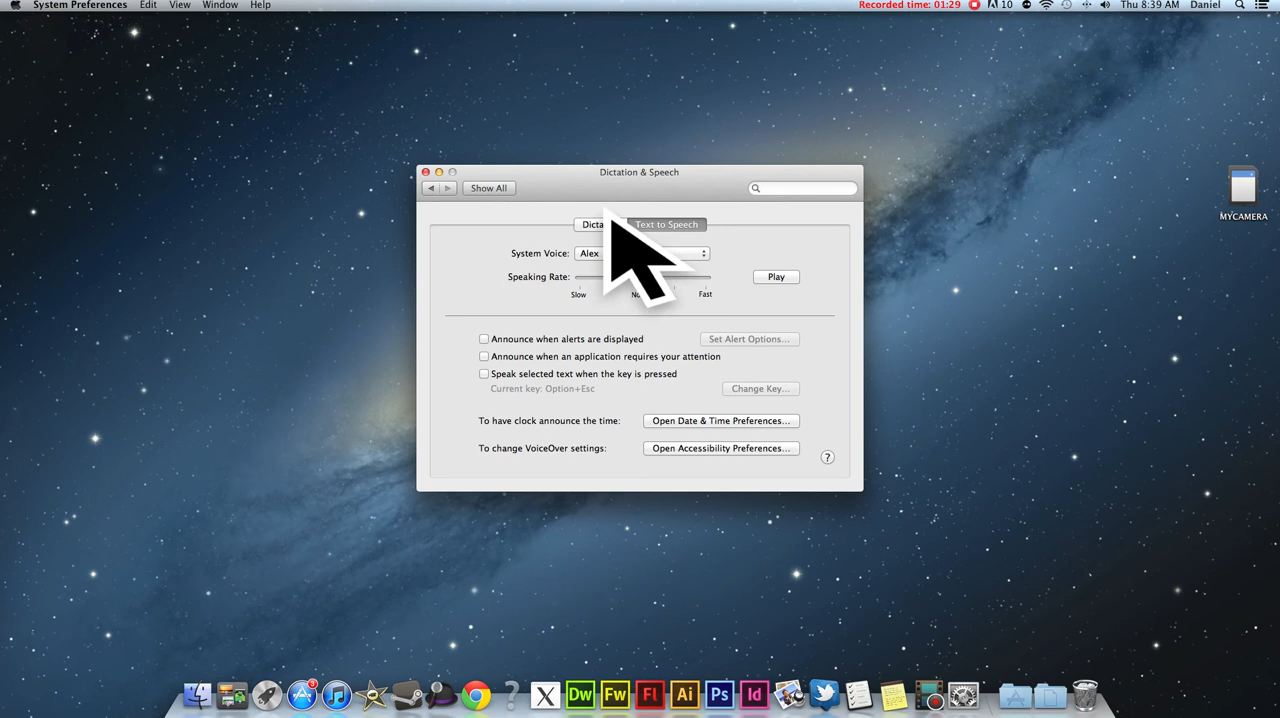 System Preferences Edit View Window Help Recorded time: 01:29 10 Thu 8:39 AM Daniel
Dictation & Speech
Show All
Text to Speech
System Voice: Alex
Speaking Rate: Play
Slow Fast
Announce when alerts are displayed Set Alert Options...
Announce when an application requires your attention
Speak selected text when the key is pressed
Current key: Option+Esc Change Key...
To have clock announce the time: Open Date & Time Preferences...
To change VoiceOver settings: Open Accessibility Preferences...
?
MYCAMERA
3
X Dw Fw Fl Ai Ps Id